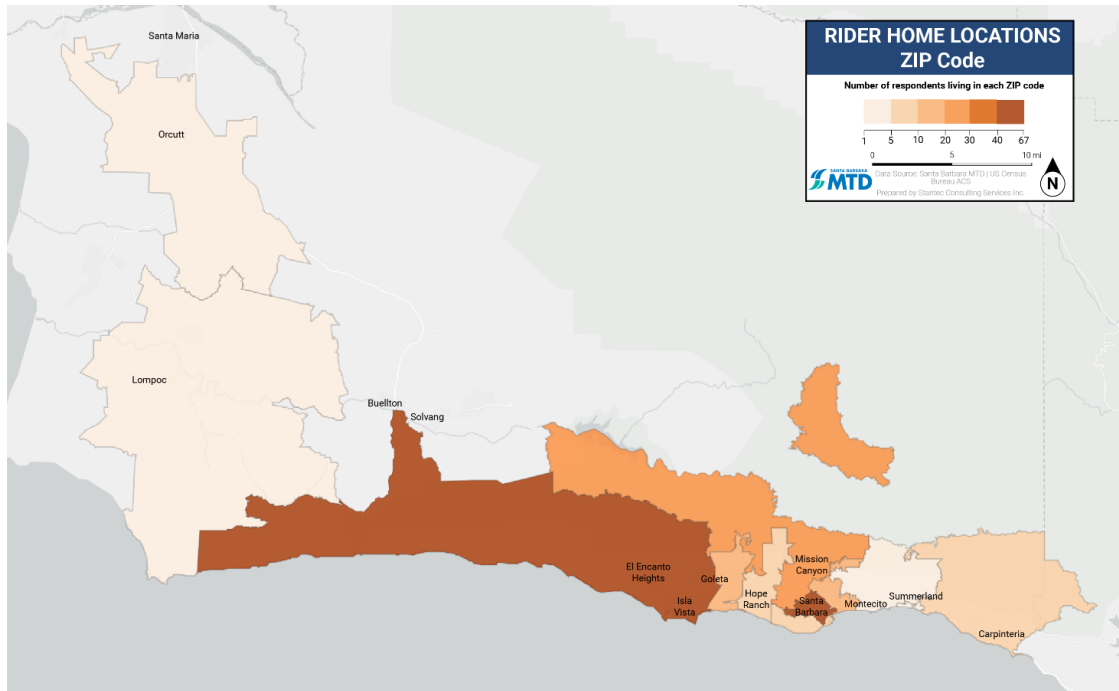 RIDER HOME LOCATIONS
ZIP Code
Number of respondents living in each ZIP code
1 5 10 20 30 40 67
0 5 10 mi
Data Source: Santa Barbara MTD | US Census
Bureau ACS
SANTA BARBARA
MTD
Prepared by Stantec Consulting Services Inc.
N
Santa Maria
Orcutt
Lompoc
Buellton
Solvang
El Encanto
Heights
Isla
Vista
Goleta
Hope
Ranch
Mission
Canyon
Santa
Barbara
Montecito
Summerland
Carpinteria